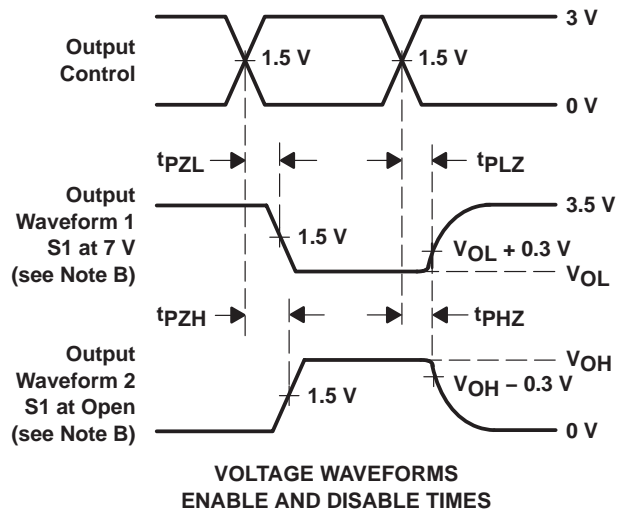 3 V
Output
Control
1.5 V
1.5 V
0 V
tPZL
tPLZ
Output
Waveform 1
S1 at 7 V
(see Note B)
3.5 V
1.5 V
VOL + 0.3 V
VOL
tPZH
tPHZ
Output
Waveform 2
S1 at Open
(see Note B)
VOH
VOH – 0.3 V
1.5 V
0 V
VOLTAGE WAVEFORMS
ENABLE AND DISABLE TIMES